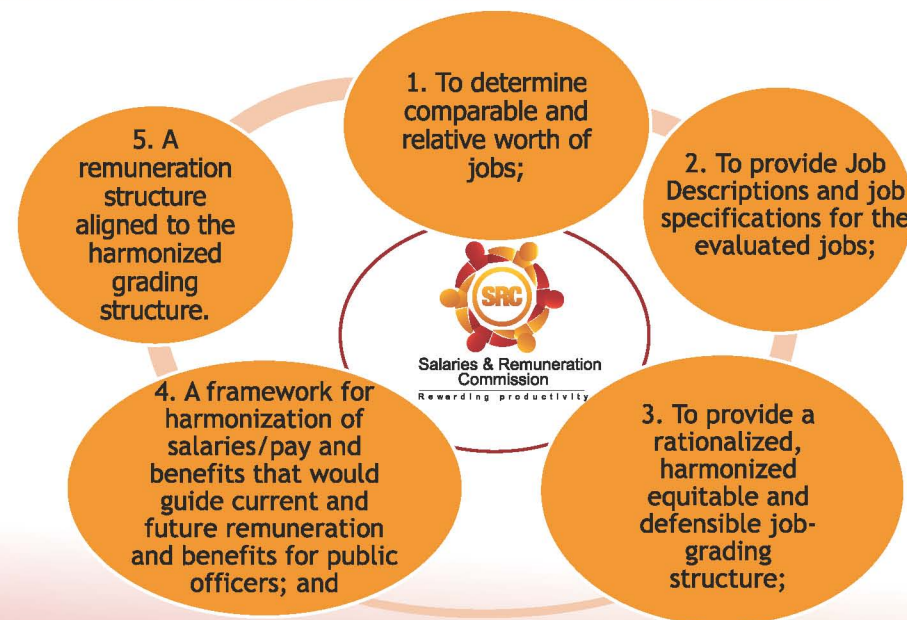 1. To determine
comparable and
relative worth of
jobs;
2. To provide Job
Descriptions and job
specifications for the
evaluated jobs;
3. To provide a
rationalized,
harmonized
equitable and
defensible job-
grading
structure;
4. A framework for
harmonization of
salaries/pay and
benefits that would
guide current and
future remuneration
and benefits for public
officers; and
5. A
remuneration
structure
aligned to the
harmonized
grading
structure.
SRC
Salaries & Remuneration
Commission
Rewarding productivity